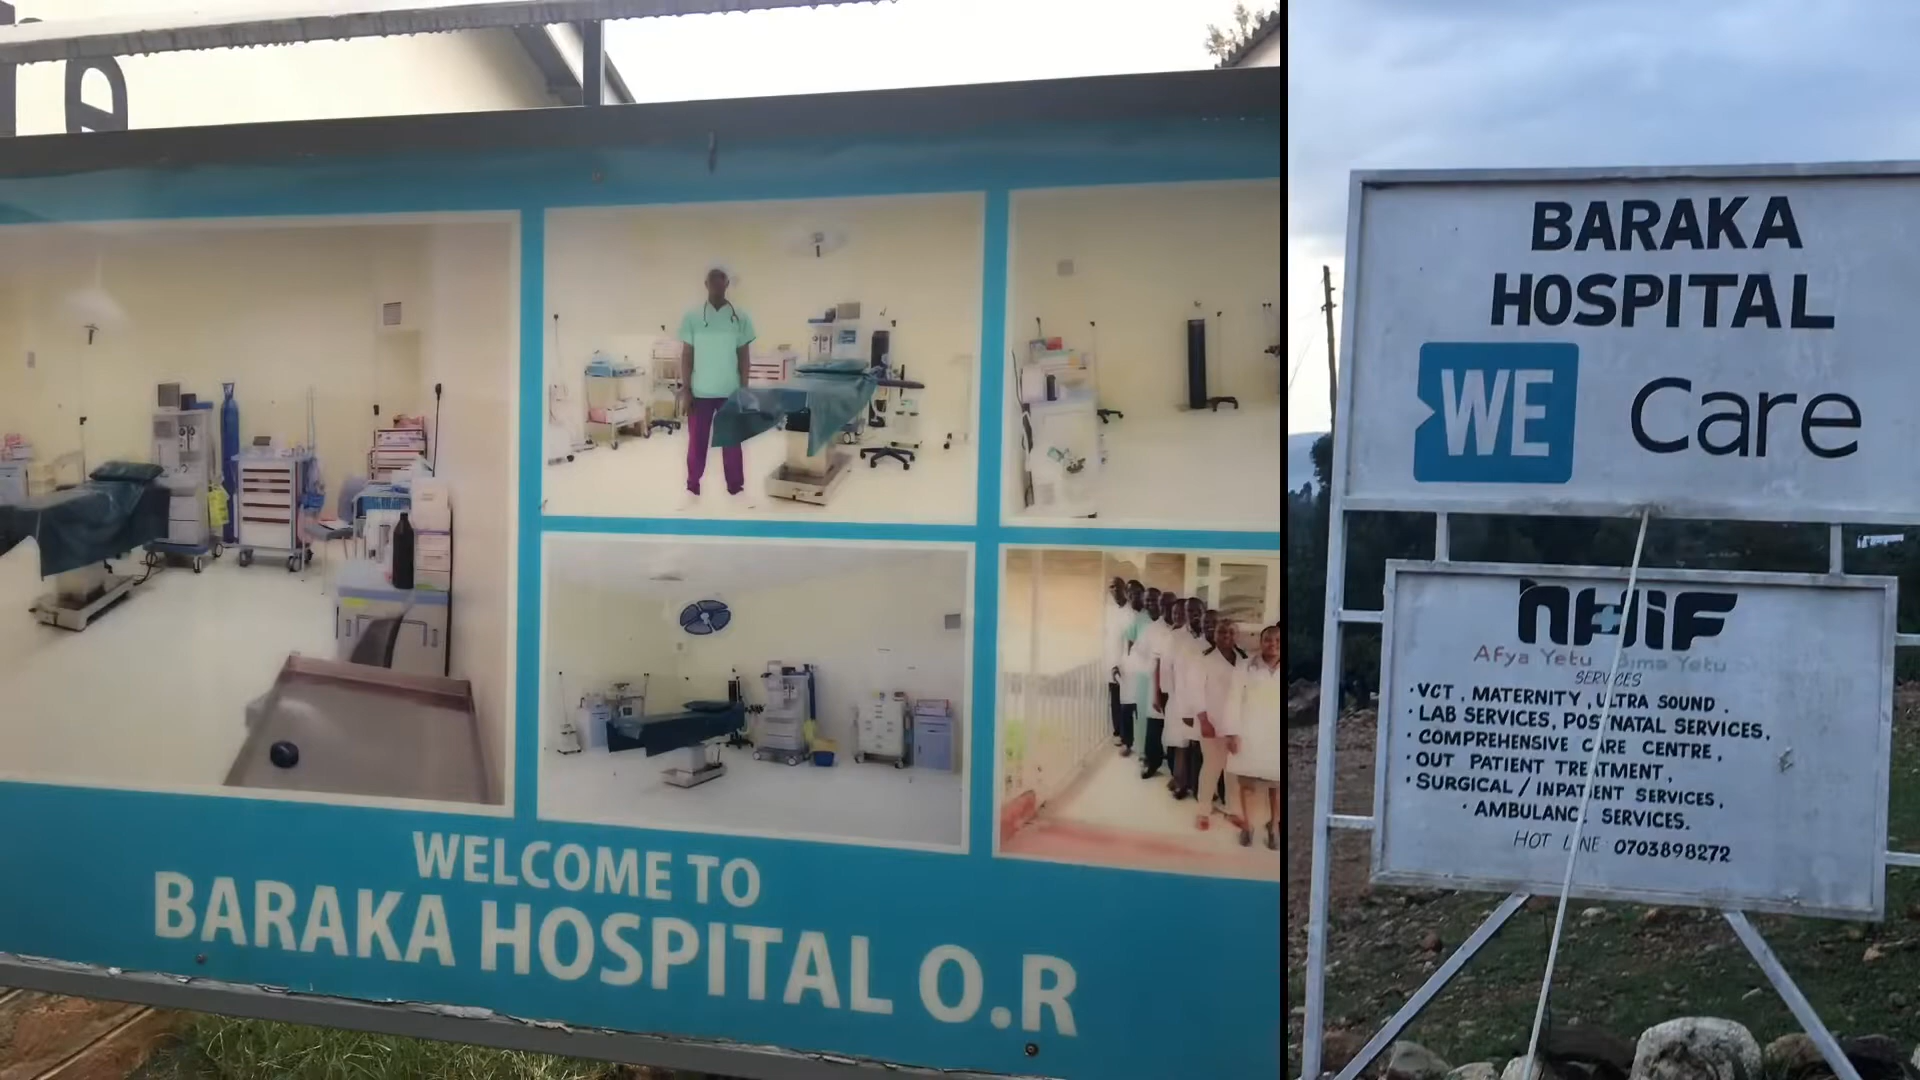 WELCOME TO
BARAKA HOSPITAL O.R
BARAKA
HOSPITAL
WE Care
NHiF
Afya Yetu Bima Yetu
SERVICES
• VCT, MATERNITY, ULTRA SOUND.
• LAB SERVICES, POSTNATAL SERVICES,
• COMPREHENSIVE CARE CENTRE,
• OUT PATIENT TREATMENT,
• SURGICAL / INPATIENT SERVICES,
• AMBULANCE SERVICES.
HOT LINE 0703898272